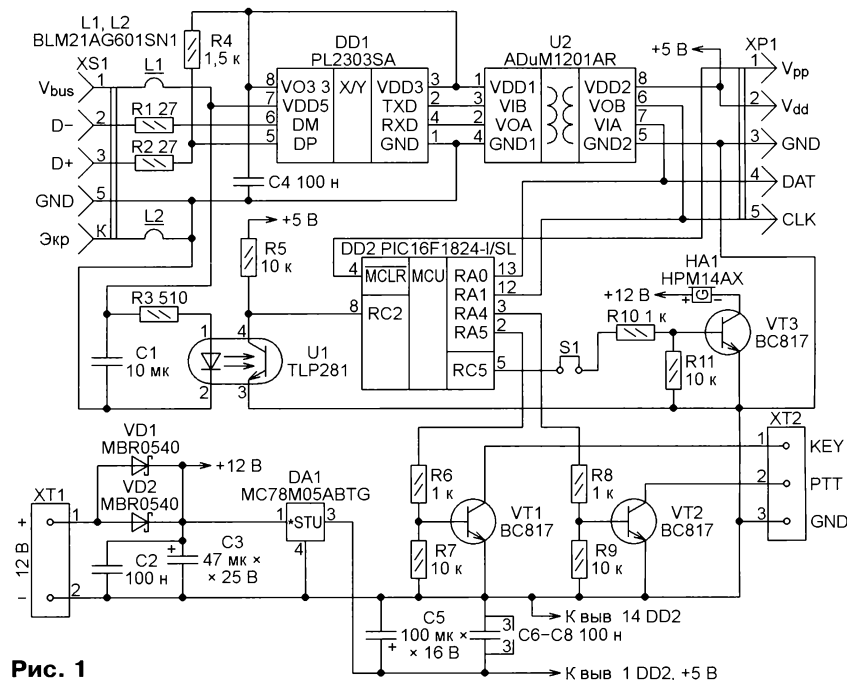 L1, L2
BLM21AG601SN1
XS1
L1
R4
1,5 к
DD1
PL2303SA
U2
ADuM1201AR
+5 В
XP1
Vbus
1
D−
2
R1 27
D+
3
R2 27
GND
5
Экр
К
L2
8
7
6
5
VO3 3
VDD5
DM
DP
X/Y
VDD3
TXD
RXD
GND
3
1
2
4
1
3
2
4
VDD1
VIB
VOA
GND1
VDD2
VOB
VIA
GND2
8
6
7
5
1
Vpp
2
Vdd
3
GND
4
DAT
5
CLK
C4 100 н
+5 В
R5
10 к
DD2 PIC16F1824-I/SL
4
MCLR
MCU
8
RC2
RA0
13
RA1
12
RA4
3
RA5
2
RC5
5
HA1
HPM14AX
+12 В
+
G
−
R10 1 к
S1
VT3
BC817
R11
10 к
R3 510
C1
10 мк
1
2
4
3
U1
TLP281
VD1
MBR0540
VD2
MBR0540
+12 В
XT1
+
12 В
−
1
2
C2
100 н
+
C3
47 мк ×
× 25 В
DA1
MC78M05ABTG
1
*STU
3
4
R6
1 к
R7
10 к
VT1
BC817
R8
1 к
R9
10 к
VT2
BC817
XT2
1
KEY
2
PTT
3
GND
C5
100 мк ×
× 16 В
+
3
3
C6−C8 100 н
К выв 14 DD2
К выв 1 DD2, +5 В
Рис. 1